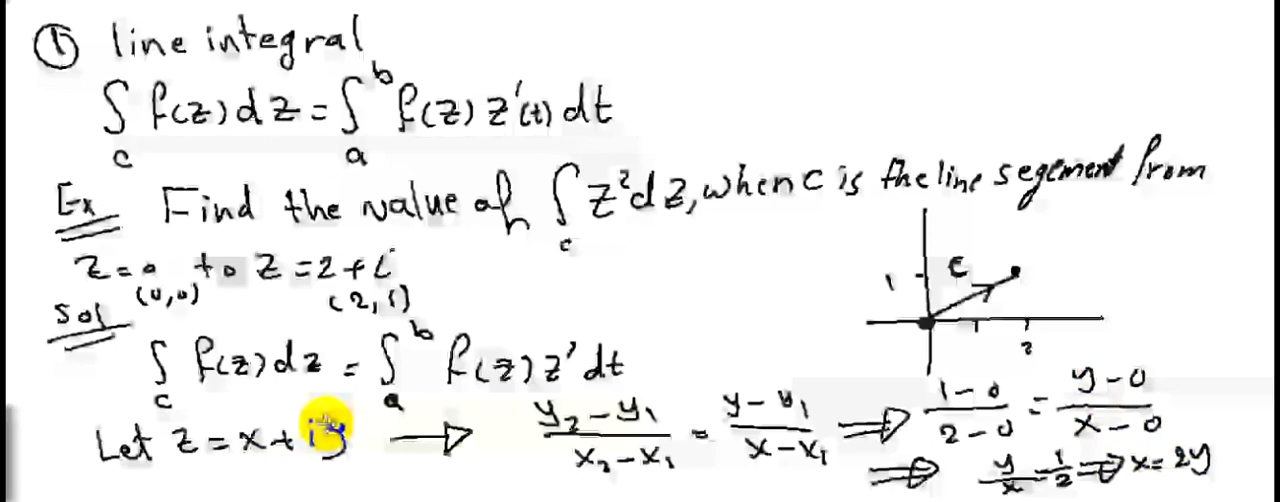 ① line integral
∫c f(z) dz = ∫a^b f(z) z'(t) dt
Ex Find the value of ∫c z² dz, when c is the line segement from
z = 0 to z = 2 + i
(0,0) (2,1)
1 c
2
Sol
∫c f(z) dz = ∫a^b f(z) z' dt
Let z = x + iy → (y₂ - y₁)/(x₂ - x₁) = (y - y₁)/(x - x₁) ⇒ (1 - 0)/(2 - 0) = (y - 0)/(x - 0)
⇒ y/x = 1/2 ⇒ x = 2y